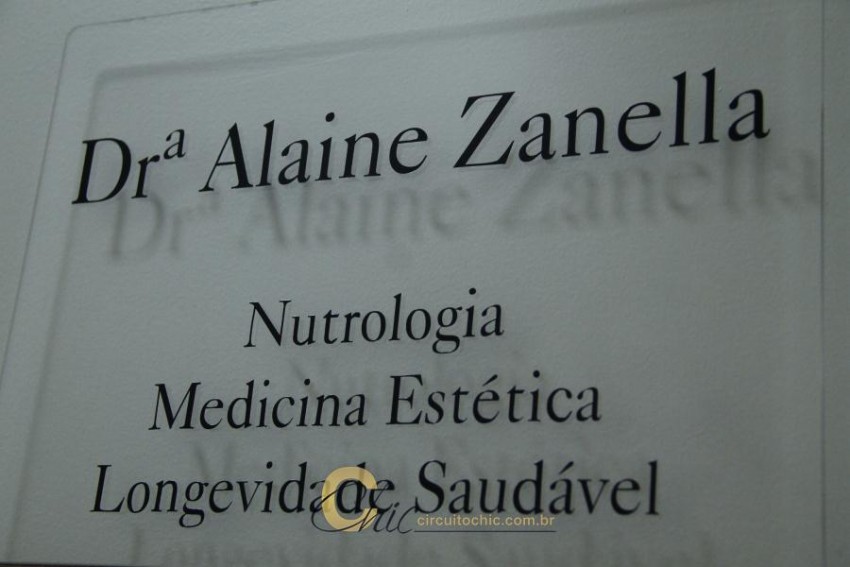 Drª Alaine Zanella
Nutrologia
Medicina Estética
Longevidade Saudável
Chic
circuitochic.com.br